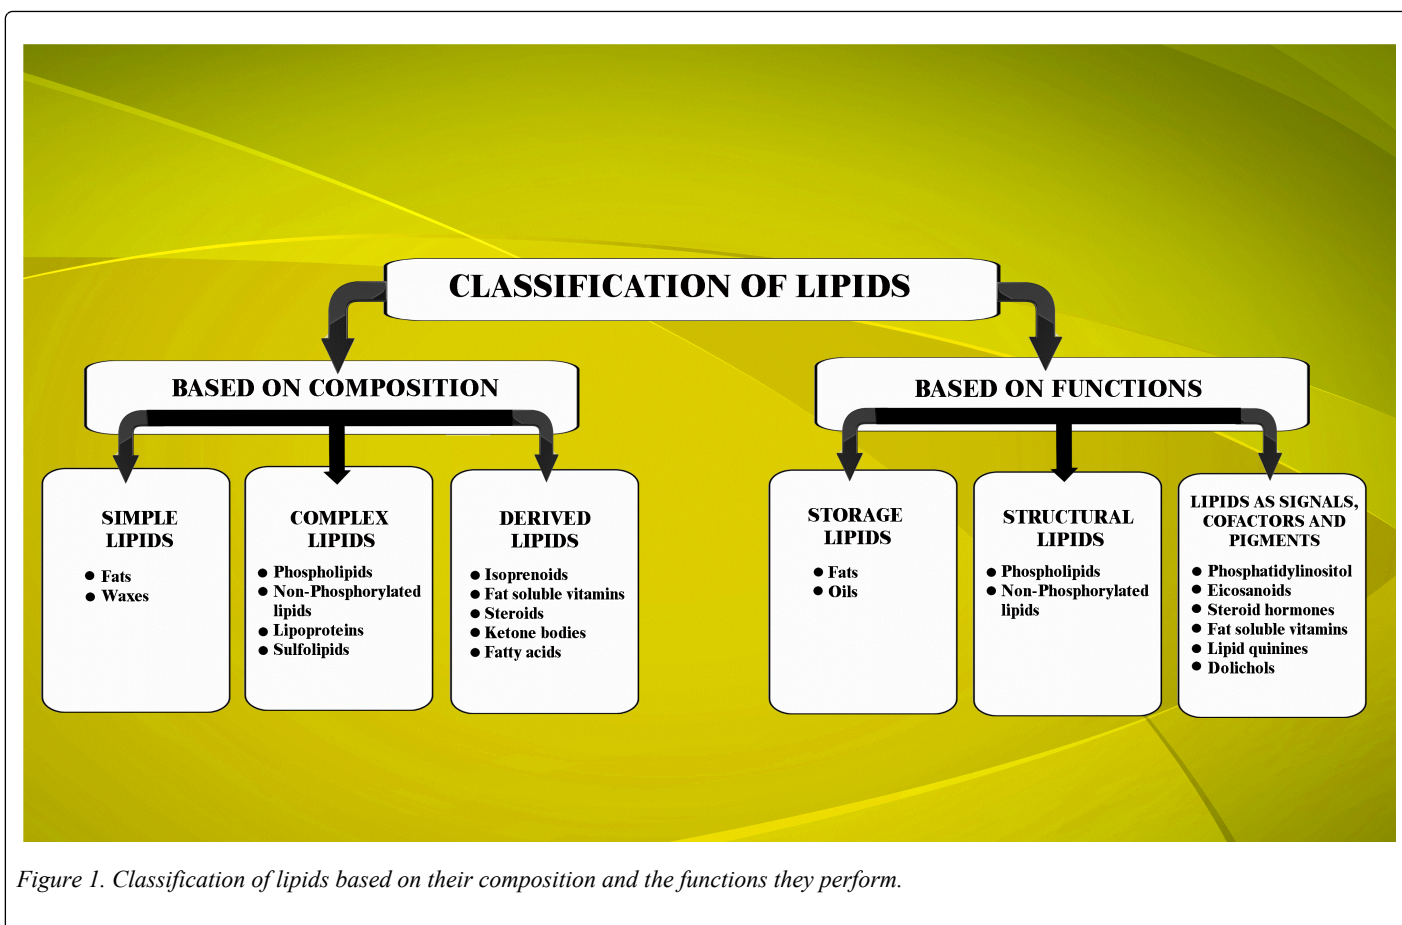 CLASSIFICATION OF LIPIDS
BASED ON COMPOSITION
SIMPLE
LIPIDS
● Fats
● Waxes
COMPLEX
LIPIDS
● Phospholipids
● Non-Phosphorylated
lipids
● Lipoproteins
● Sulfolipids
DERIVED
LIPIDS
● Isoprenoids
● Fat soluble vitamins
● Steroids
● Ketone bodies
● Fatty acids
BASED ON FUNCTIONS
STORAGE
LIPIDS
● Fats
● Oils
STRUCTURAL
LIPIDS
● Phospholipids
● Non-Phosphorylated
lipids
LIPIDS AS SIGNALS,
COFACTORS AND
PIGMENTS
● Phosphatidylinositol
● Eicosanoids
● Steroid hormones
● Fat soluble vitamins
● Lipid quinines
● Dolichols
Figure 1. Classification of lipids based on their composition and the functions they perform.